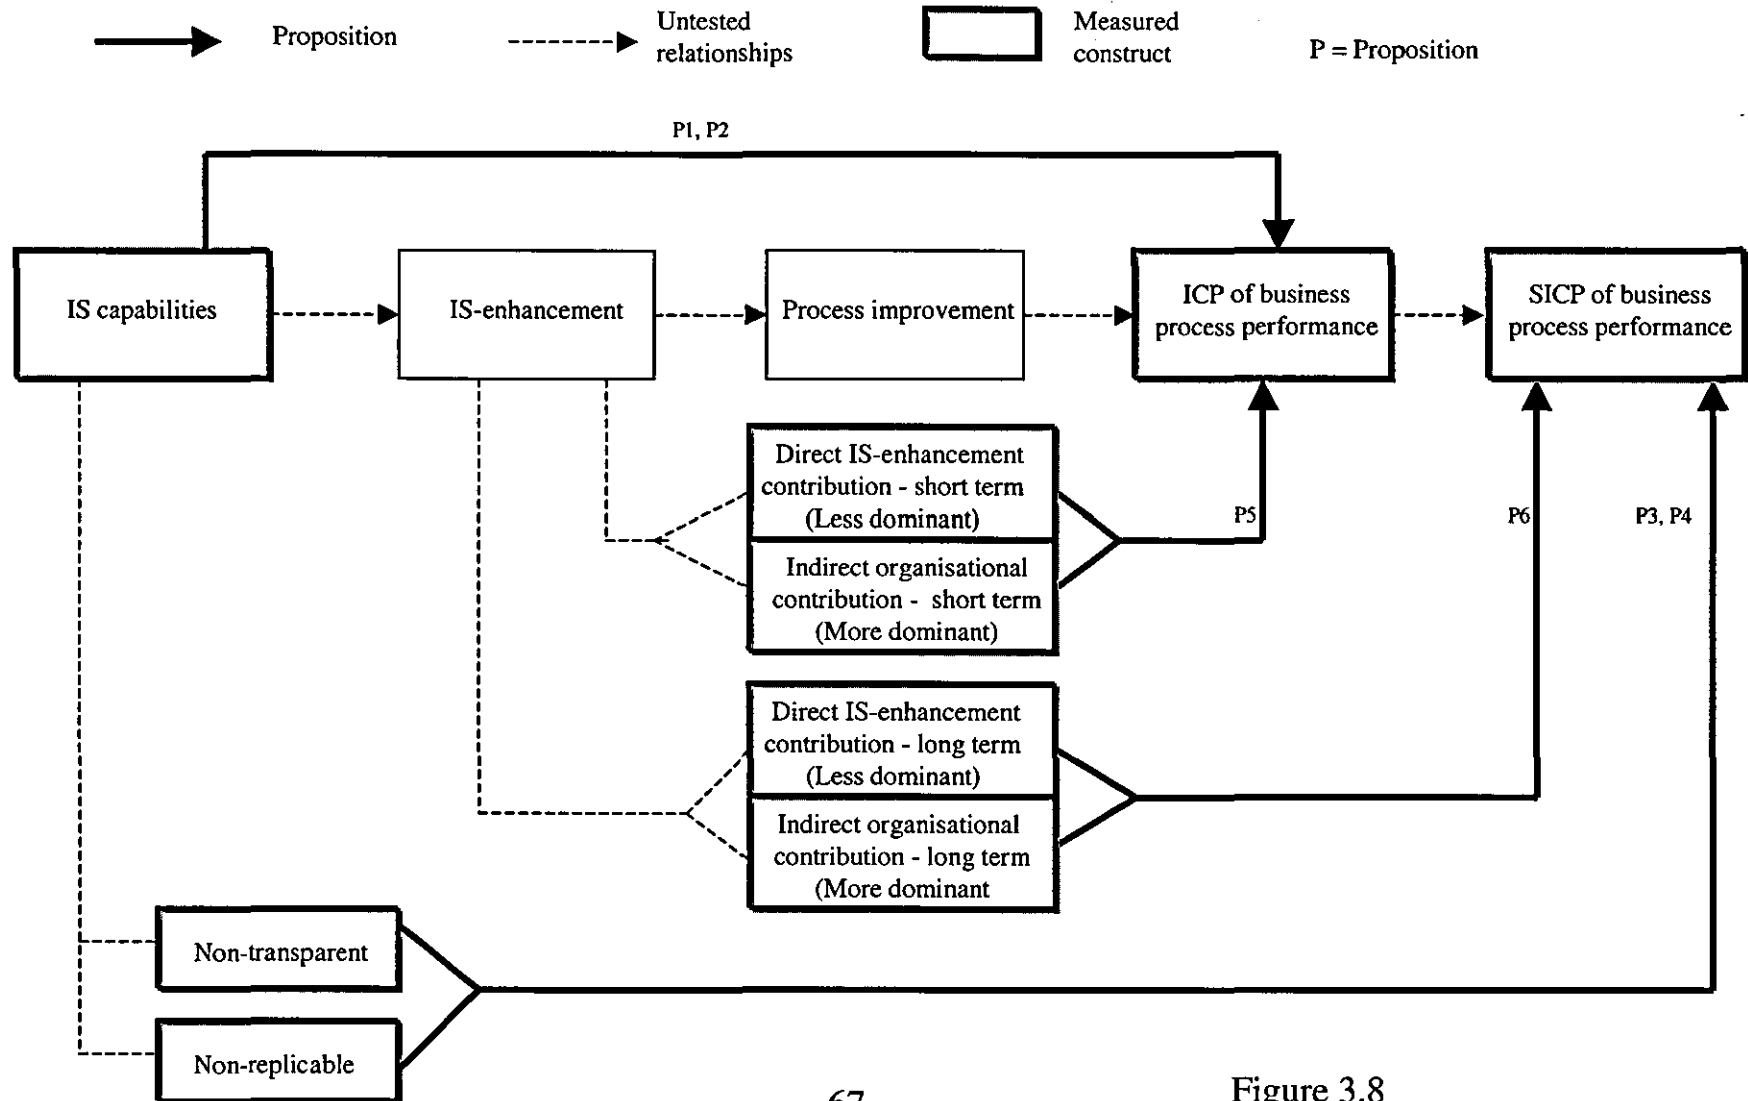 Proposition
Untested
relationships
Measured
construct
P = Proposition
P1, P2
IS capabilities
IS-enhancement
Process improvement
ICP of business
process performance
SICP of business
process performance
Direct IS-enhancement
contribution - short term
(Less dominant)
Indirect organisational
contribution - short term
(More dominant)
P5
P6
P3, P4
Direct IS-enhancement
contribution - long term
(Less dominant)
Indirect organisational
contribution - long term
(More dominant
Non-transparent
Non-replicable
67
Figure 3.8